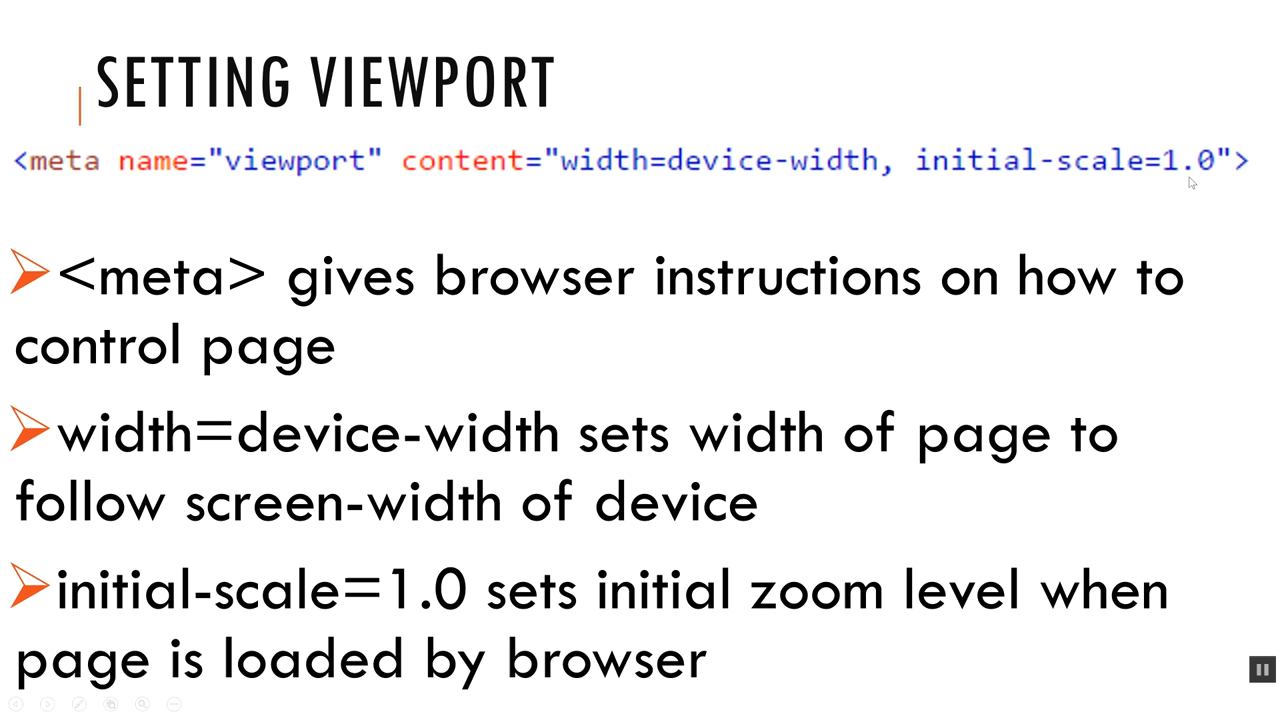 SETTING VIEWPORT
<meta name="viewport" content="width=device-width, initial-scale=1.0">
<meta> gives browser instructions on how to
control page
width=device-width sets width of page to
follow screen-width of device
initial-scale=1.0 sets initial zoom level when
page is loaded by browser